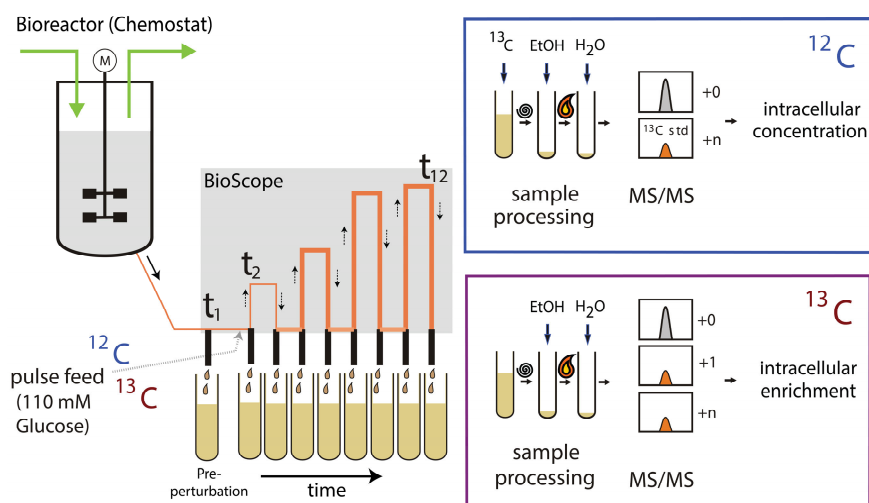 Bioreactor (Chemostat)
M
BioScope
t1
t2
t12
12C
pulse feed
13C
(110 mM
Glucose)
Pre-
perturbation
time
12C
13C
EtOH
H2O
+0
13C std
+n
intracellular
concentration
sample
processing
MS/MS
13C
EtOH
H2O
+0
+1
+n
intracellular
enrichment
sample
processing
MS/MS